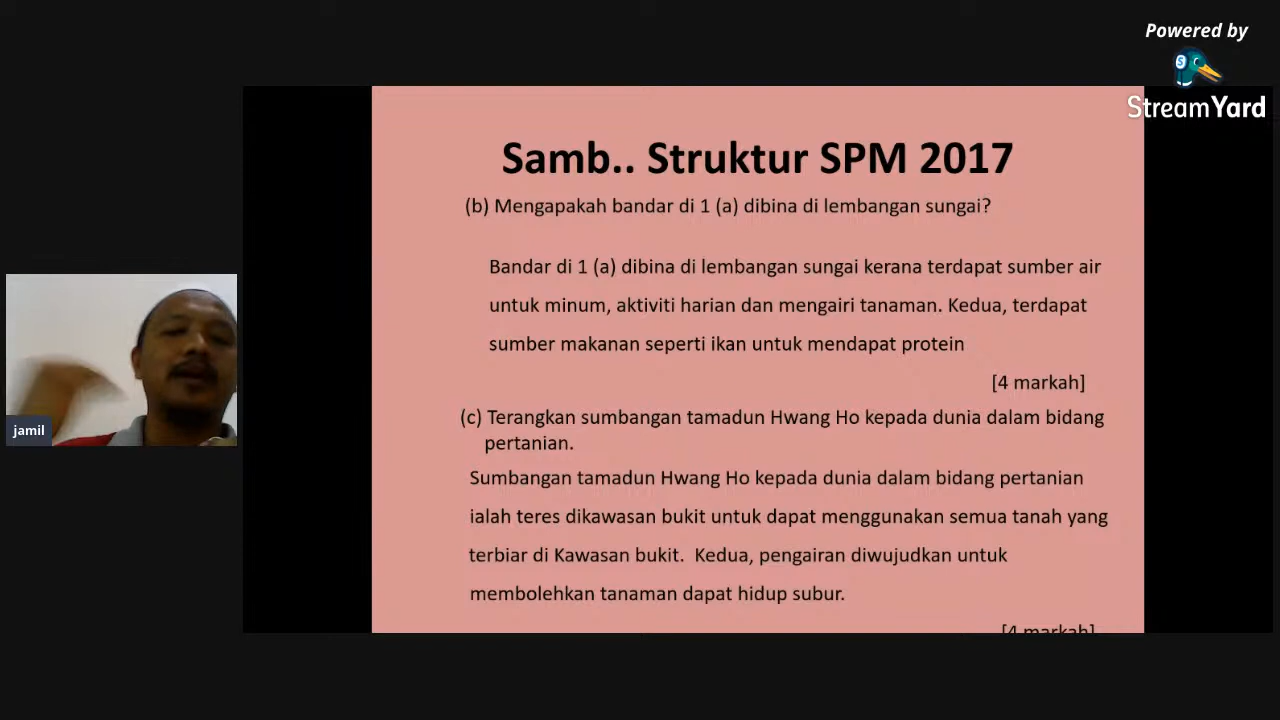 Powered by
StreamYard
Samb.. Struktur SPM 2017
(b) Mengapakah bandar di 1 (a) dibina di lembangan sungai?
Bandar di 1 (a) dibina di lembangan sungai kerana terdapat sumber air
untuk minum, aktiviti harian dan mengairi tanaman. Kedua, terdapat
sumber makanan seperti ikan untuk mendapat protein
[4 markah]
(c) Terangkan sumbangan tamadun Hwang Ho kepada dunia dalam bidang
pertanian.
Sumbangan tamadun Hwang Ho kepada dunia dalam bidang pertanian
ialah teres dikawasan bukit untuk dapat menggunakan semua tanah yang
terbiar di Kawasan bukit. Kedua, pengairan diwujudkan untuk
membolehkan tanaman dapat hidup subur.
[4 markah]
jamil